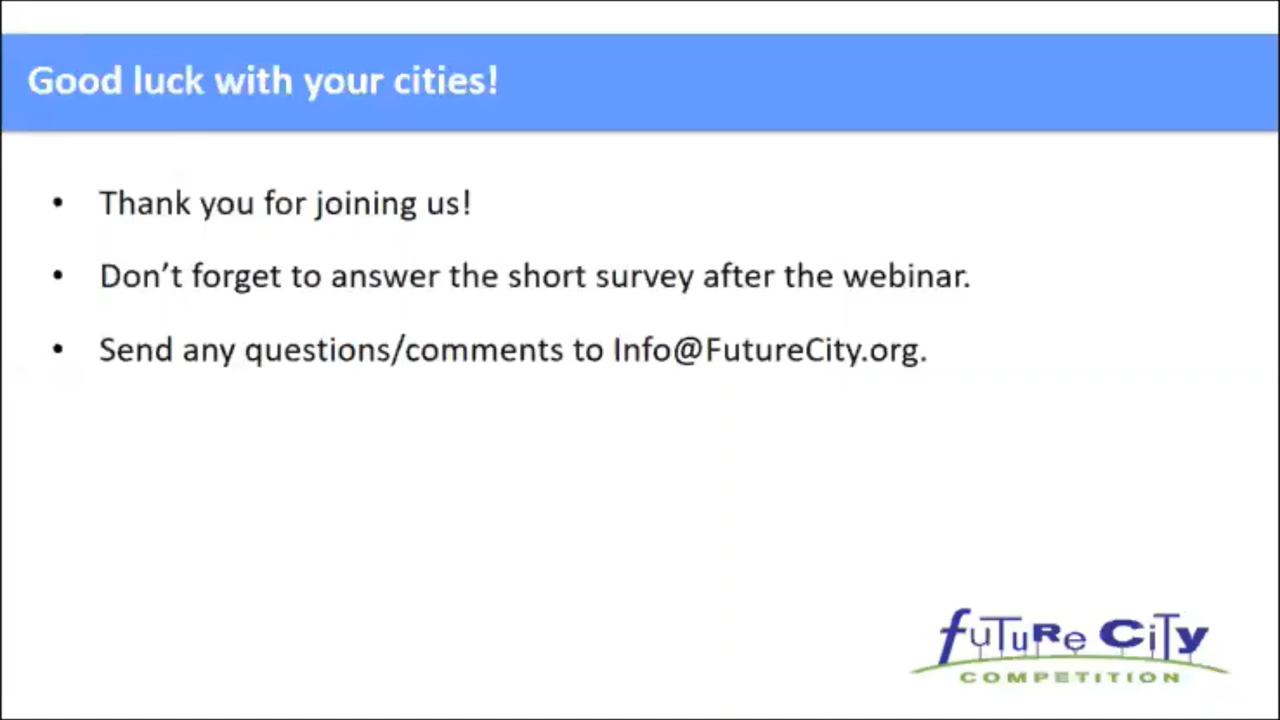 Good luck with your cities!
• Thank you for joining us!
• Don’t forget to answer the short survey after the webinar.
• Send any questions/comments to Info@FutureCity.org.
fuTuRe CiTy
COMPETITION